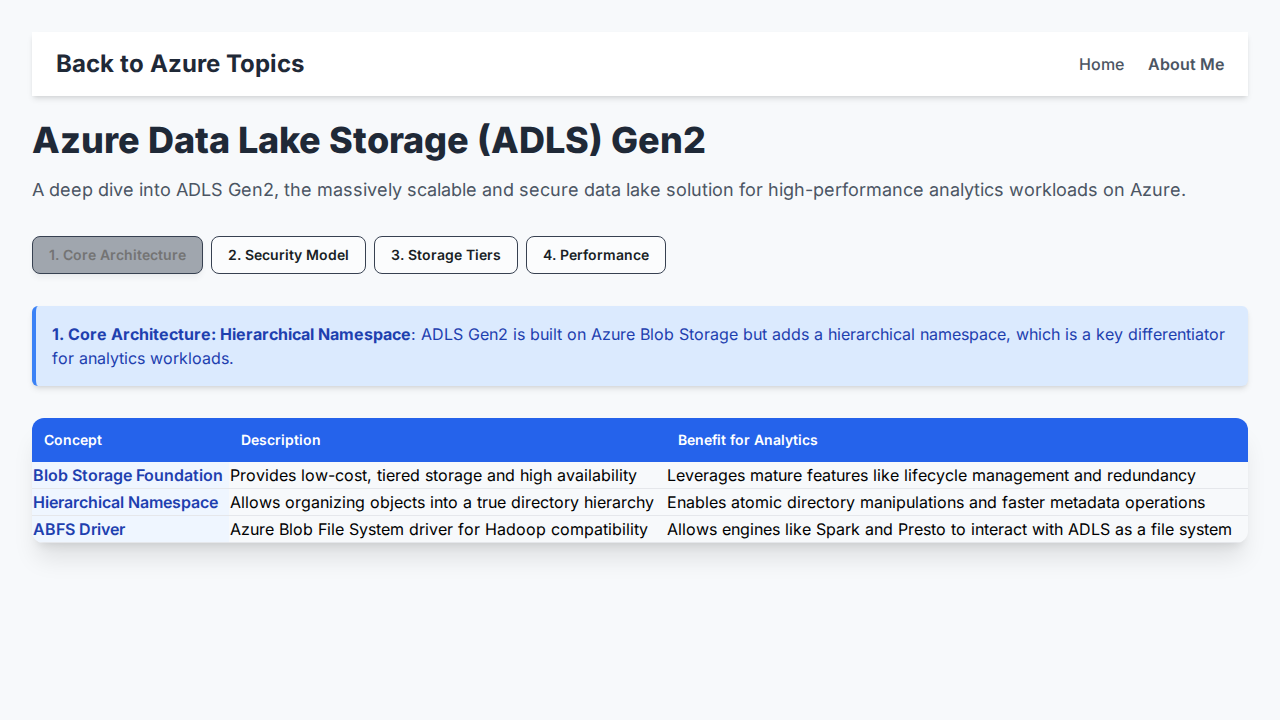 Back to Azure Topics
Home
About Me
Azure Data Lake Storage (ADLS) Gen2
A deep dive into ADLS Gen2, the massively scalable and secure data lake solution for high-performance analytics workloads on Azure.
1. Core Architecture
2. Security Model
3. Storage Tiers
4. Performance
1. Core Architecture: Hierarchical Namespace: ADLS Gen2 is built on Azure Blob Storage but adds a hierarchical namespace, which is a key differentiator
for analytics workloads.
Concept Description Benefit for Analytics
Blob Storage Foundation Provides low-cost, tiered storage and high availability Leverages mature features like lifecycle management and redundancy
Hierarchical Namespace Allows organizing objects into a true directory hierarchy Enables atomic directory manipulations and faster metadata operations
ABFS Driver Azure Blob File System driver for Hadoop compatibility Allows engines like Spark and Presto to interact with ADLS as a file system